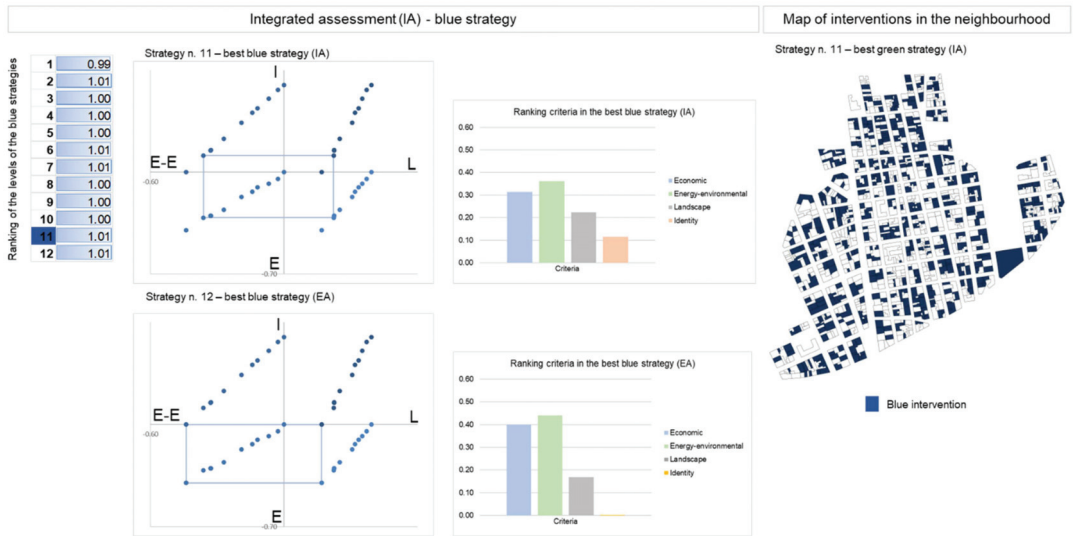 Integrated assessment (IA) - blue strategy
Map of interventions in the neighbourhood
Ranking of the levels of the blue strategies
1 0.99
2 1.01
3 1.00
4 1.00
5 1.00
6 1.01
7 1.01
8 1.00
9 1.00
10 1.00
11 1.01
12 1.01
Strategy n. 11 – best blue strategy (IA)
I
E-E
L
-0.60
-0.70
E
Ranking criteria in the best blue strategy (IA)
0.60
0.50
0.40
0.30
0.20
0.10
0.00
Criteria
Economic
Energy-environmental
Landscape
Identity
Strategy n. 12 – best blue strategy (EA)
I
E-E
L
-0.60
E
-0.70
Ranking criteria in the best blue strategy (EA)
0.60
0.50
0.40
0.30
0.20
0.10
0.00
Criteria
Economic
Energy-environmental
Landscape
Identity
Strategy n. 11 – best green strategy (IA)
Blue intervention